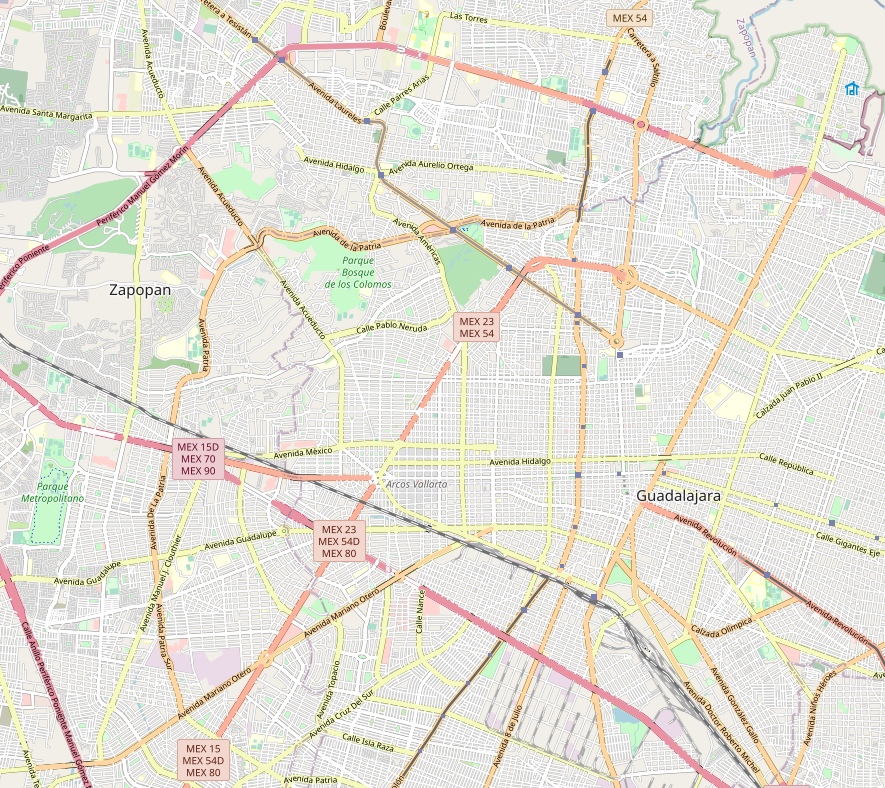 Carretera a Tesistán
Boulevard
Las Torres
MEX 54
Carretera a Saltillo
Zapopan
Avenida Acueducto
Avenida Laureles
Calle Parres Arias
Avenida Santa Margarita
Periférico Manuel Gómez Morín
Avenida Hidalgo
Avenida Aurelio Ortega
Avenida Acueducto
Avenida Américas
Avenida de la Patria
Avenida de la Patria
Periférico Poniente
Parque
Bosque
de los Colomos
Zapopan
Avenida Acueducto
Calle Pablo Neruda
MEX 23
MEX 54
Avenida Patria
Calzada Juan Pablo II
Ca
MEX 15D
MEX 70
MEX 90
Avenida México
Avenida Hidalgo
Calle República
Arcos Vallarta
Guadalajara
Parque
Metropolitano
Avenida De La Patria
Avenida Revolución
MEX 23
MEX 54D
MEX 80
Avenida Guadalupe
Calle Gigantes Eje
Avenida Manuel J. Clouthier
Avenida Guadalupe
Avenida Mariano Otero
Calle Nance
Avenida Revolución
Calzada Olímpica
Avenida Patria Sur
Calle Anillo Periférico Poniente Manuel Gómez M
Avenida Mariano Otero
Avenida Topacio
Avenida Cruz Del Sur
Avenida 8 de Julio
Avenida Doctor Roberto Michel
Avenida González Gallo
Avenida Niños Héroes
Calle Isla Raza
MEX 15
MEX 54D
MEX 80
Avenida Te
Avenida Patria
olón